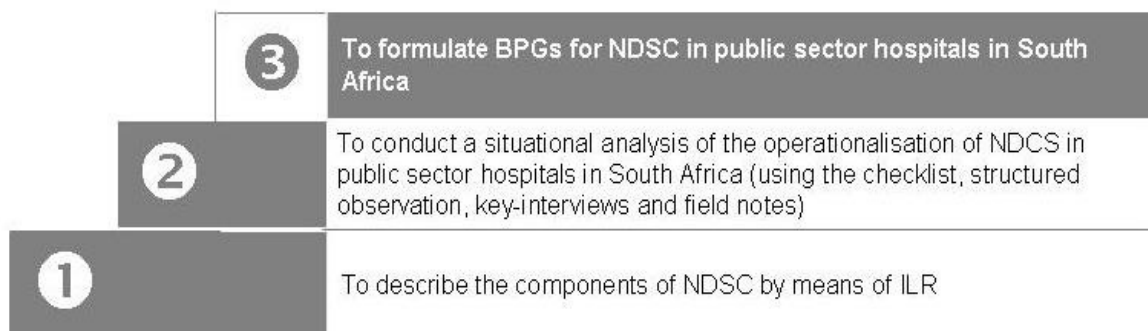 3 To formulate BPGs for NDSC in public sector hospitals in South
Africa
2 To conduct a situational analysis of the operationalisation of NDCS in
public sector hospitals in South Africa (using the checklist, structured
observation, key-interviews and field notes)
1 To describe the components of NDSC by means of ILR